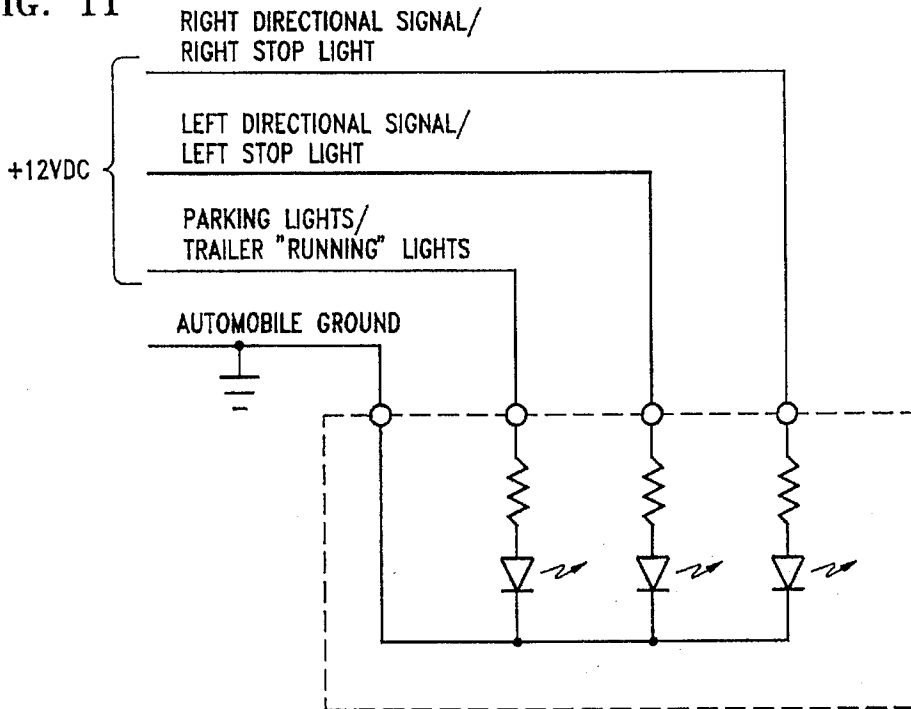 FIG. 11
RIGHT DIRECTIONAL SIGNAL/
RIGHT STOP LIGHT
LEFT DIRECTIONAL SIGNAL/
LEFT STOP LIGHT
+12VDC
PARKING LIGHTS/
TRAILER "RUNNING" LIGHTS
AUTOMOBILE GROUND